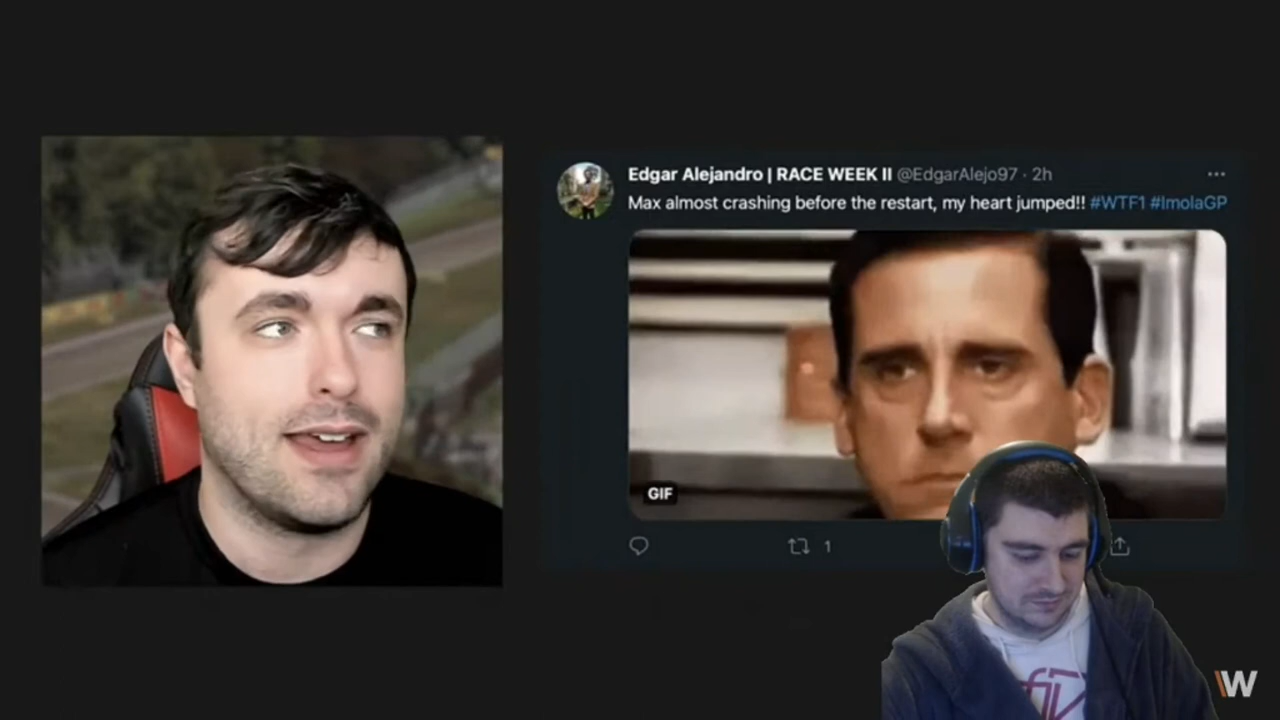 Edgar Alejandro | RACE WEEK II @EdgarAlejo97 · 2h
Max almost crashing before the restart, my heart jumped!! #WTF1 #ImolaGP
GIF
1
W